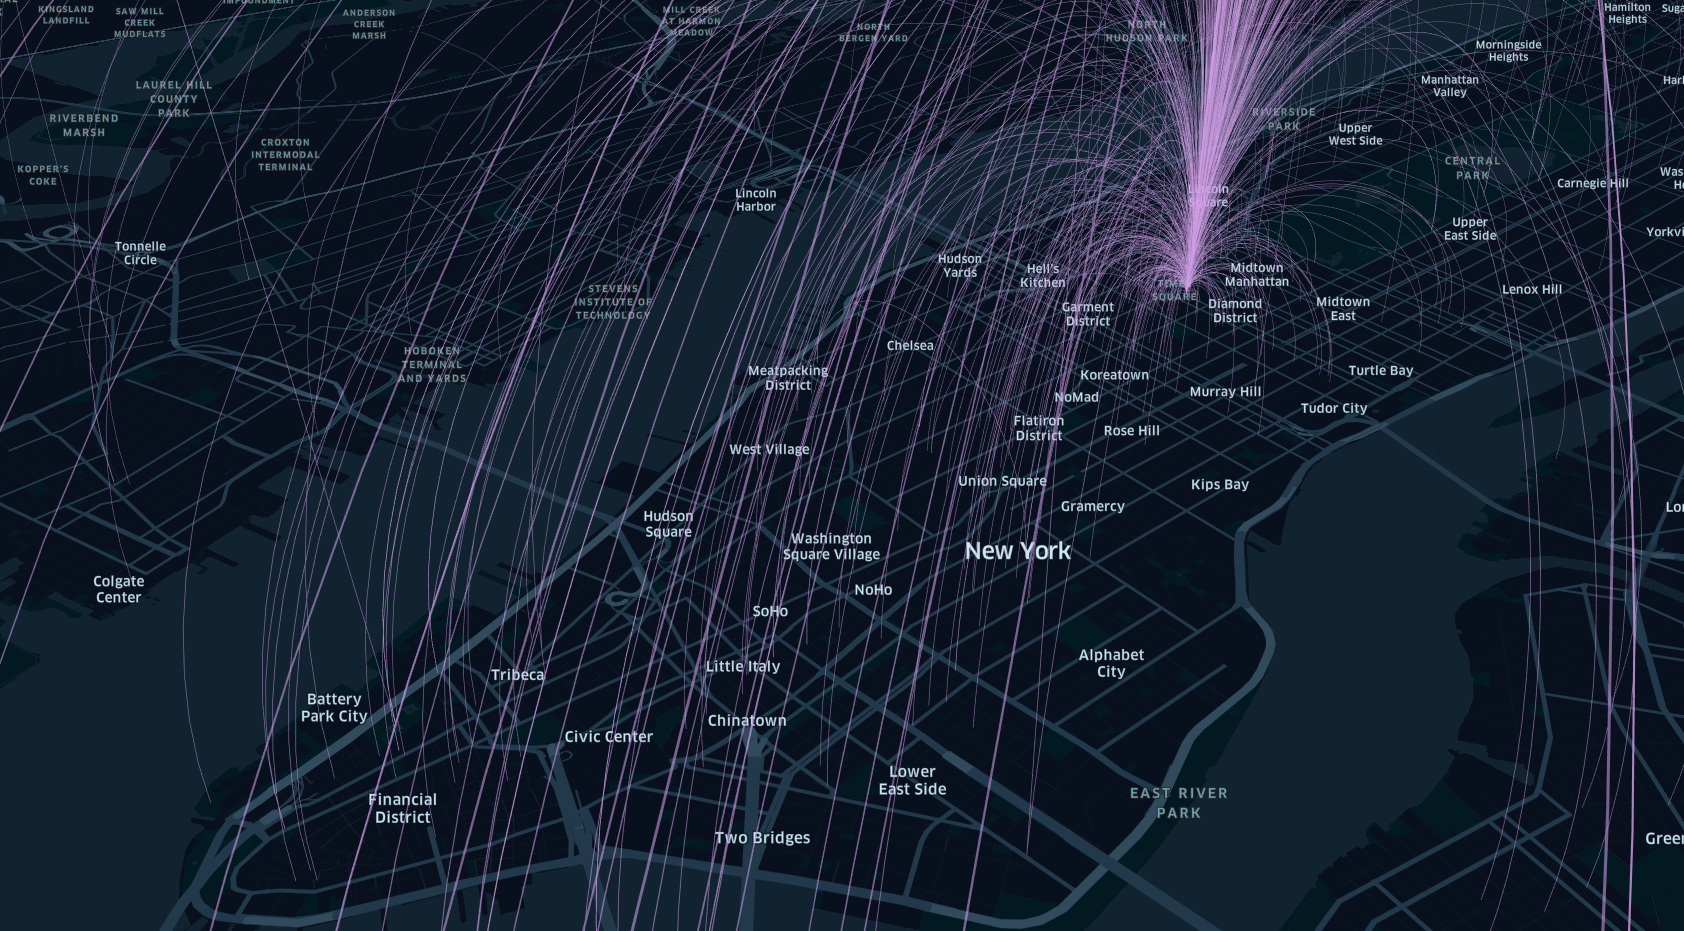 KINGSLAND
LANDFILL
SAW MILL
CREEK
MUDFLATS
IMPOUNDMENT
ANDERSON
CREEK
MARSH
MILL CREEK
AT HARMON
MEADOW
NORTH
BERGEN YARD
NORTH
HUDSON PARK
Hamilton
Heights
Morningside
Heights
Manhattan
Valley
LAUREL HILL
COUNTY
PARK
RIVERBEND
MARSH
CROXTON
INTERMODAL
TERMINAL
KOPPER'S
COKE
RIVERSIDE
PARK
Upper
West Side
CENTRAL
PARK
Carnegie Hill
Lincoln
Harbor
Lincoln
Square
Upper
East Side
Tonnelle
Circle
Hudson
Yards
Hell's
Kitchen
Midtown
Manhattan
TIMES
SQUARE
STEVENS
INSTITUTE OF
TECHNOLOGY
Garment
District
Diamond
District
Midtown
East
Lenox Hill
HOBOKEN
TERMINAL
AND YARDS
Chelsea
Meatpacking
District
Koreatown
Turtle Bay
NoMad
Murray Hill
Tudor City
Flatiron
District
Rose Hill
West Village
Union Square
Kips Bay
Gramercy
Hudson
Square
Washington
Square Village
New York
Colgate
Center
NoHo
SoHo
Little Italy
Tribeca
Alphabet
City
Battery
Park City
Chinatown
Civic Center
Lower
East Side
Financial
District
EAST RIVER
PARK
Two Bridges